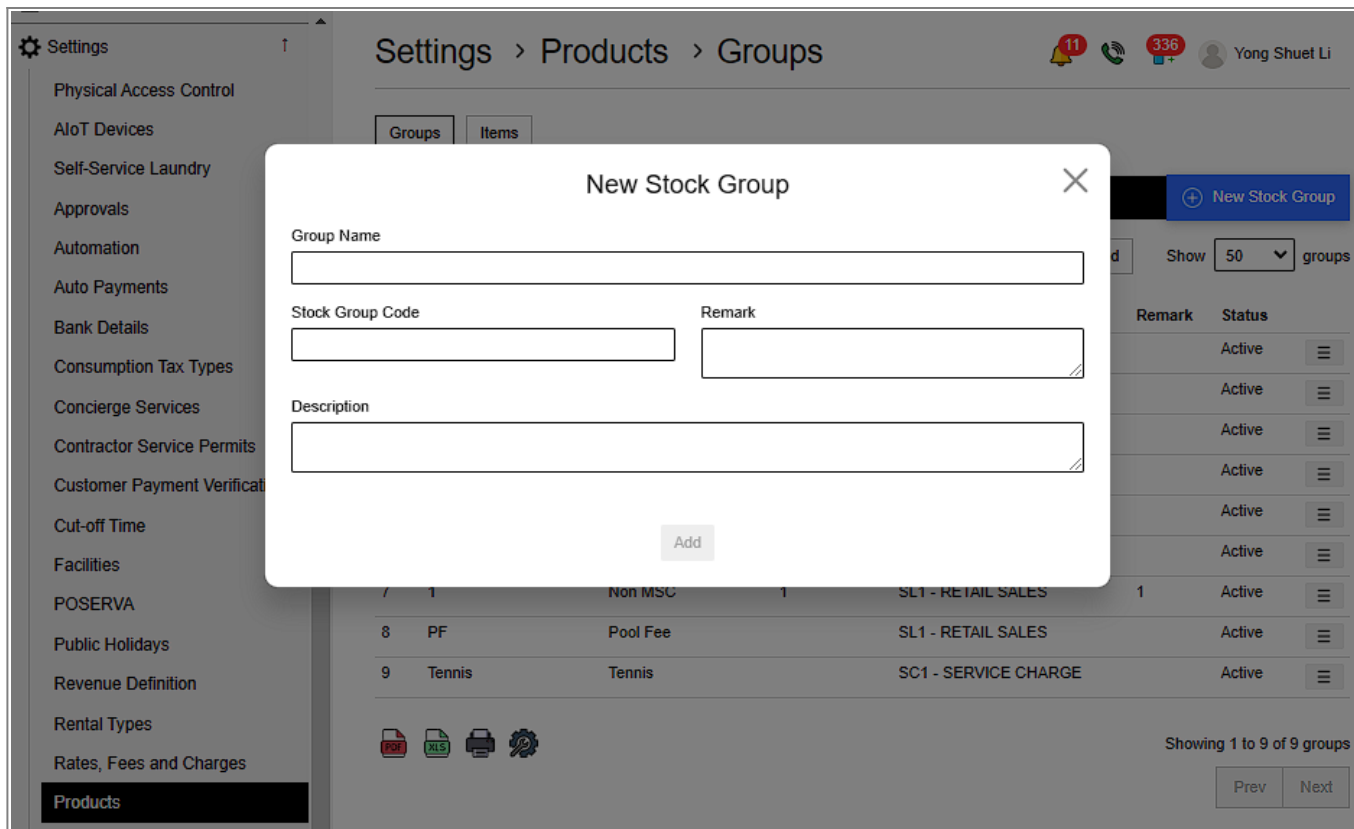 Settings ↑
Physical Access Control
AIoT Devices
Self-Service Laundry
Approvals
Automation
Auto Payments
Bank Details
Consumption Tax Types
Concierge Services
Contractor Service Permits
Customer Payment Verificati
Cut-off Time
Facilities
POSERVA
Public Holidays
Revenue Definition
Rental Types
Rates, Fees and Charges
Products
Settings > Products > Groups
11
336
Yong Shuet Li
Groups Items
New Stock Group
Show 50 groups
Remark Status
Active
Active
Active
Active
Active
Active
7 1 Non MSC 1 SL1 - RETAIL SALES 1 Active
8 PF Pool Fee SL1 - RETAIL SALES Active
9 Tennis Tennis SC1 - SERVICE CHARGE Active
PDF XLS
Showing 1 to 9 of 9 groups
Prev Next
New Stock Group
Group Name
Stock Group Code Remark
Description
Add